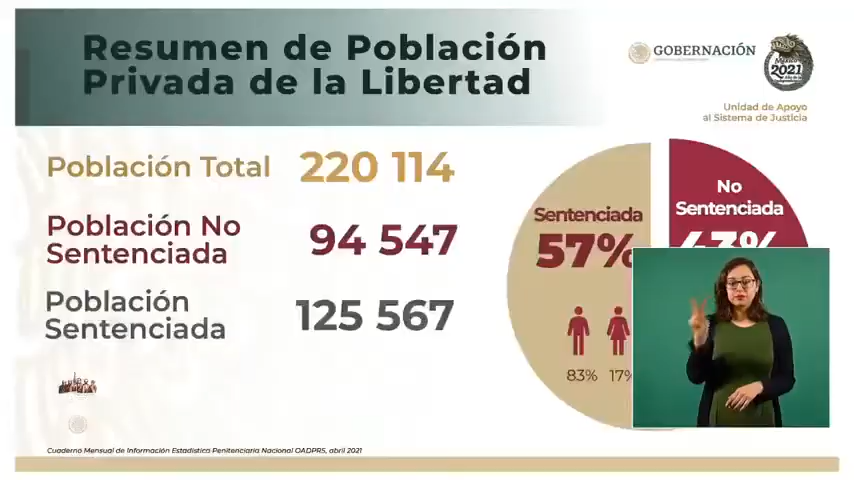 Resumen de Población
Privada de la Libertad
GOBERNACIÓN
2021
Unidad de Apoyo
al Sistema de Justicia
Población Total 220 114
Población No
Sentenciada 94 547
Población
Sentenciada 125 567
Sentenciada
57%
83% 17%
No
Sentenciada
43%
Cuaderno Mensual de Información Estadística Penitenciaria Nacional OADPRS, abril 2021